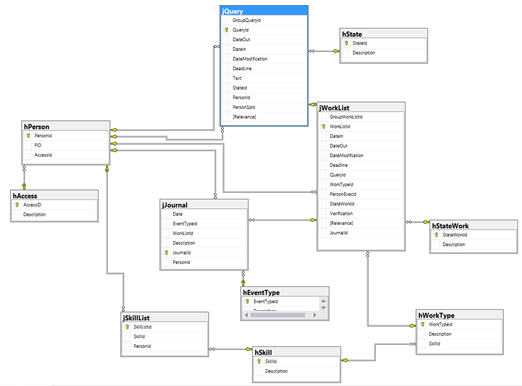 jQuery
GroupQueryId
QueryId
DateOut
DateIn
DateModification
DeadLine
Text
StateId
PersonId
PersonSpId
[Relevance]
hState
StateId
Description
jWorkList
GroupWorkListId
WorkListId
DateIn
DateOut
DateModification
Deadline
QueryId
WorkTypeId
PersonExecId
StateWorkId
Verification
[Relevance]
JournalId
hPerson
PersonId
FIO
AccessId
hAccess
AccessID
Description
jJournal
Date
EventTypeId
WorkListId
Description
JournalId
PersonId
hStateWork
StateWorkId
Description
hEventType
EventTypeId
Description
jSkillList
SkillListId
SkillId
PersonId
hSkill
SkillId
Description
hWorkType
WorkTypeId
Description
SkillId